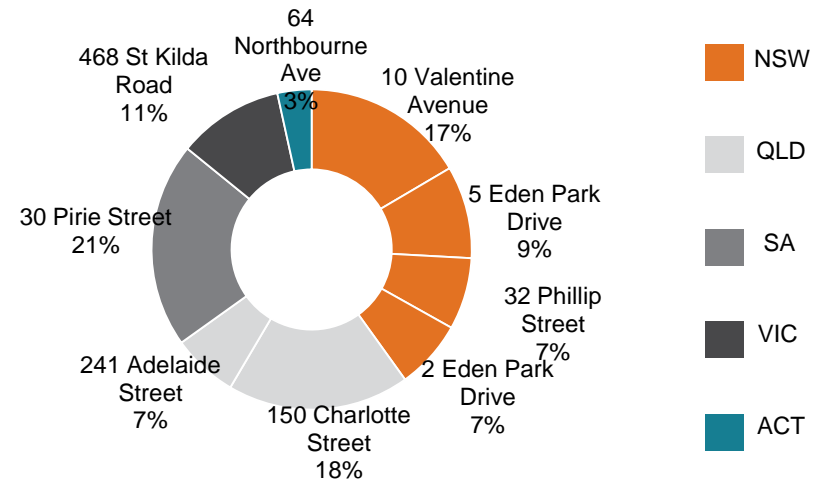 64
Northbourne
Ave
3%
10 Valentine
Avenue
17%
5 Eden Park
Drive
9%
32 Phillip
Street
7%
2 Eden Park
Drive
7%
150 Charlotte
Street
18%
241 Adelaide
Street
7%
30 Pirie Street
21%
468 St Kilda
Road
11%
NSW
QLD
SA
VIC
ACT